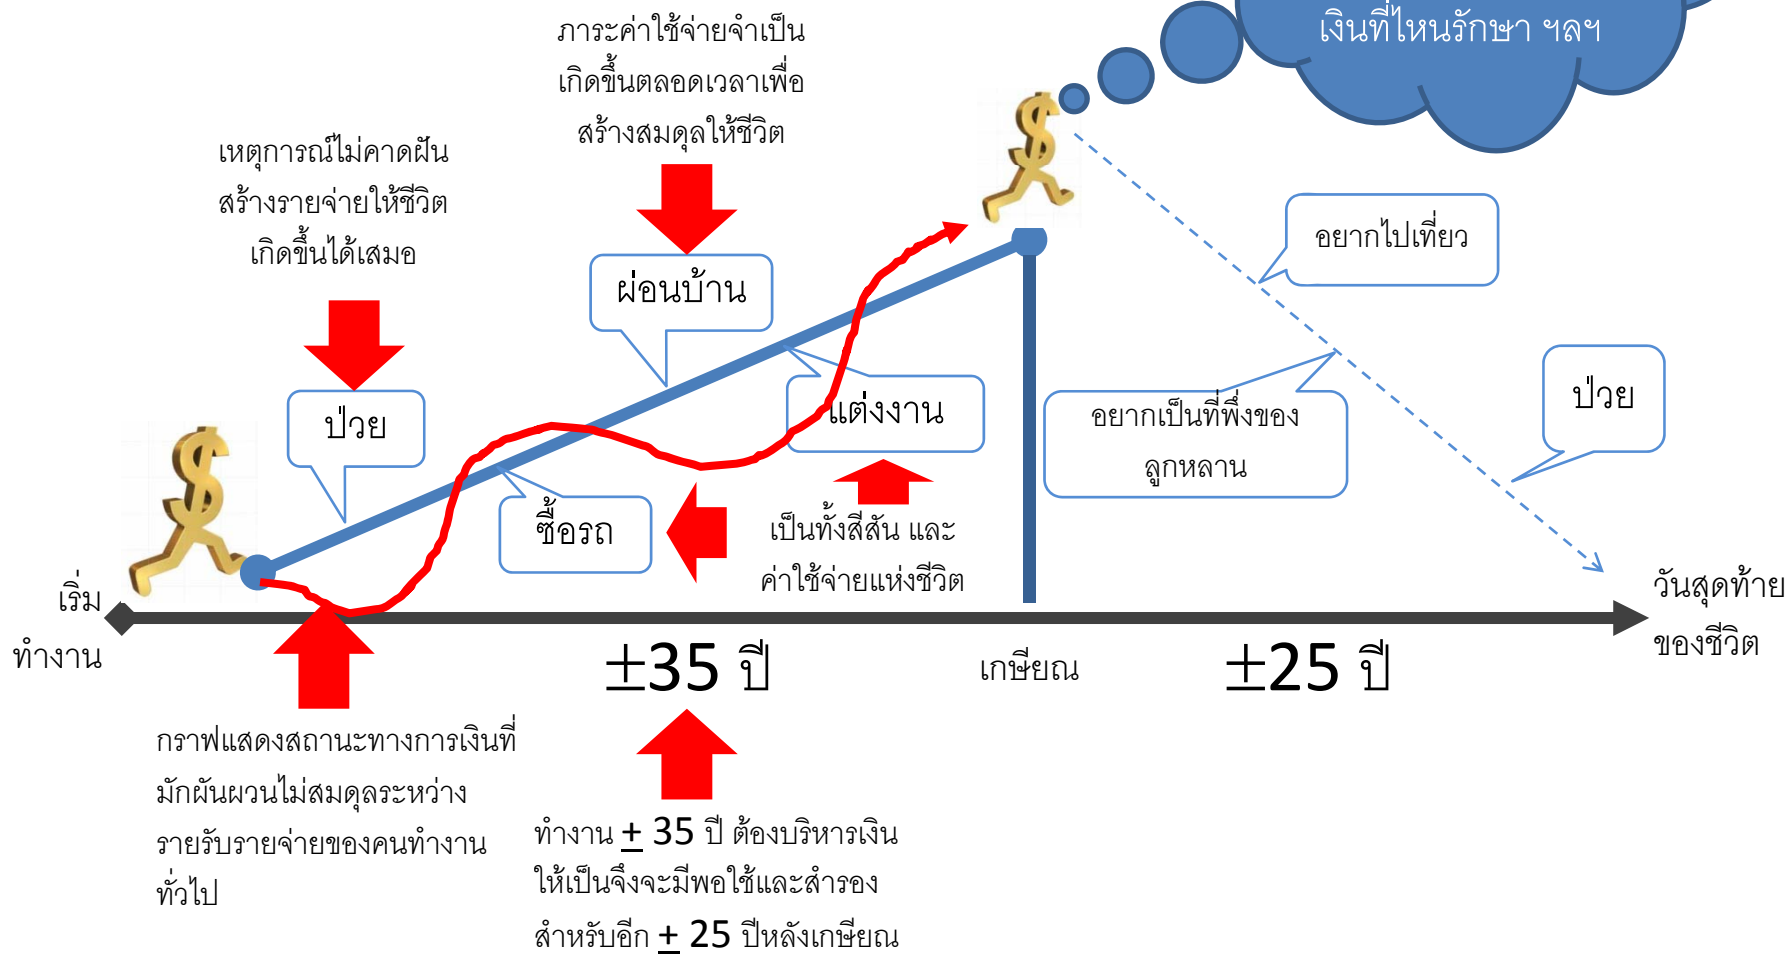 เงินที่ไหนรักษา ฯลฯ
ภาระค่าใช้จ่ายจำเป็น
เกิดขึ้นตลอดเวลาเพื่อ
สร้างสมดุลให้ชีวิต
เหตุการณ์ไม่คาดฝัน
สร้างรายจ่ายให้ชีวิต
เกิดขึ้นได้เสมอ
อยากไปเที่ยว
ผ่อนบ้าน
ป่วย
แต่งงาน
อยากเป็นที่พึ่งของ
ลูกหลาน
ป่วย
ซื้อรถ
เป็นทั้งสีสัน และ
ค่าใช้จ่ายแห่งชีวิต
เริ่ม
ทำงาน
วันสุดท้าย
ของชีวิต
±35 ปี
เกษียณ
±25 ปี
กราฟแสดงสถานะทางการเงินที่
มักผันผวนไม่สมดุลระหว่าง
รายรับรายจ่ายของคนทำงาน
ทั่วไป
ทำงาน + 35 ปี ต้องบริหารเงิน
ให้เป็นจึงจะมีพอใช้และสำรอง
สำหรับอีก + 25 ปีหลังเกษียณ